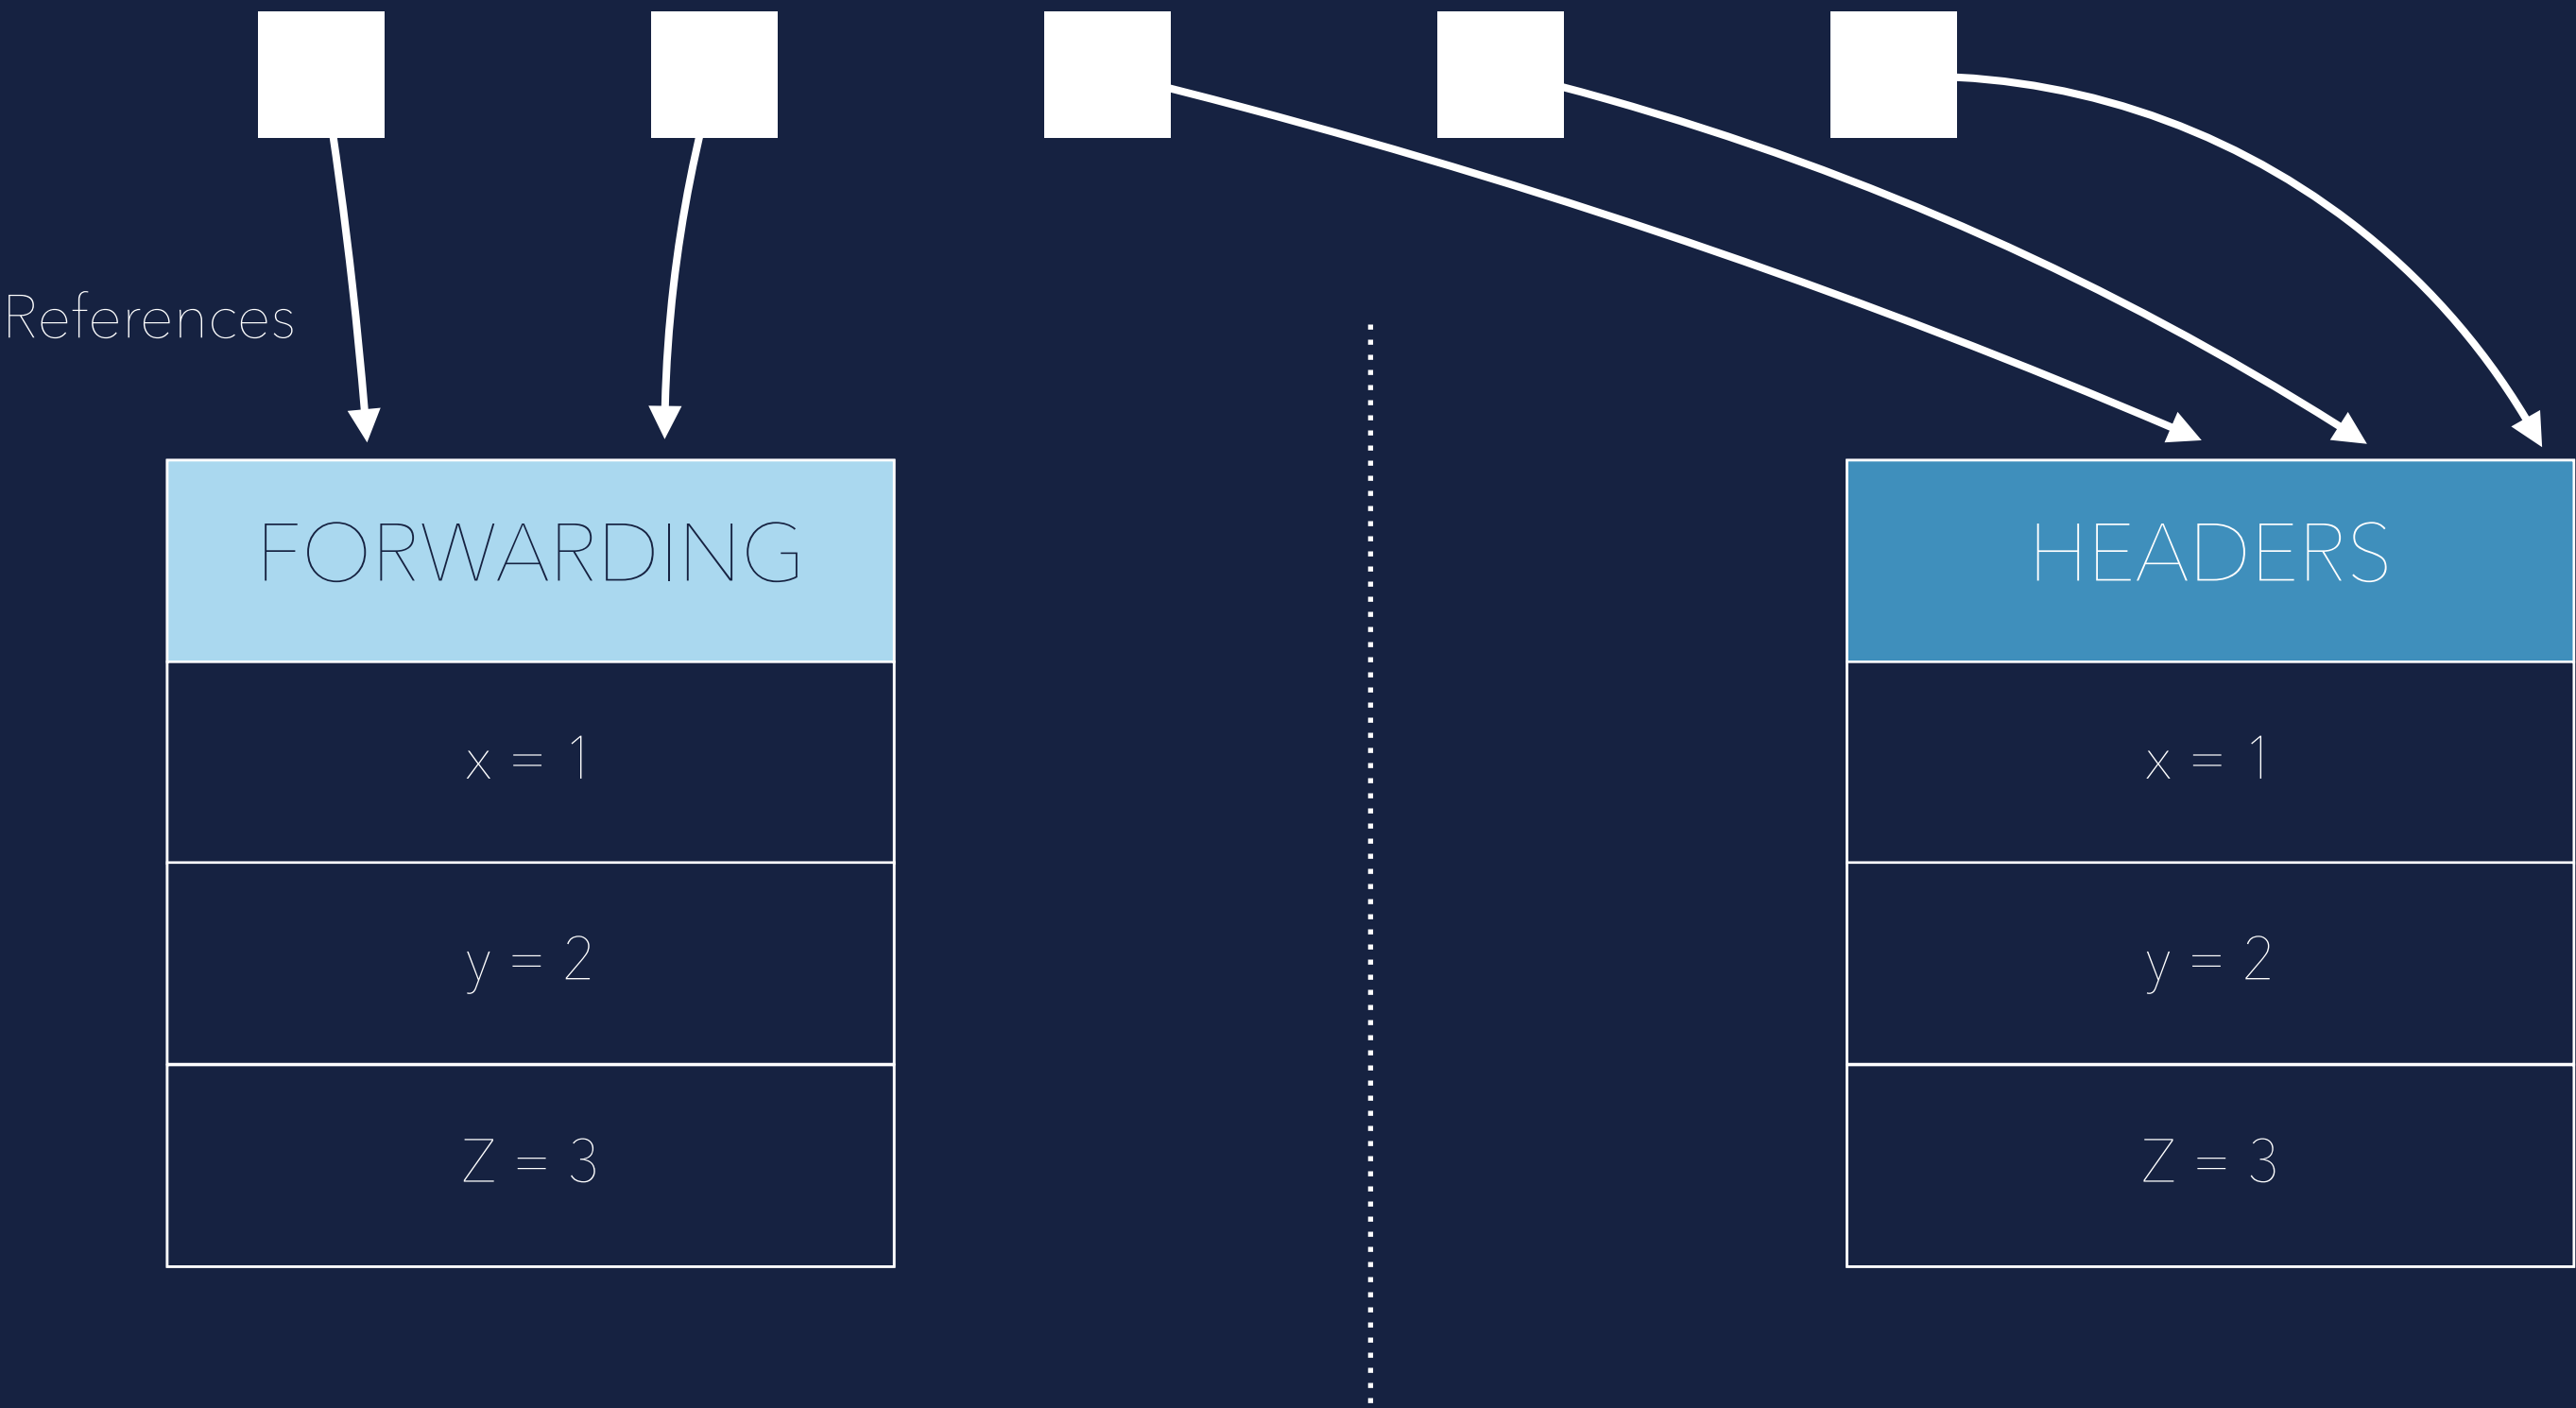 References
FORWARDING
x = 1
y = 2
Z = 3
HEADERS
x = 1
y = 2
Z = 3